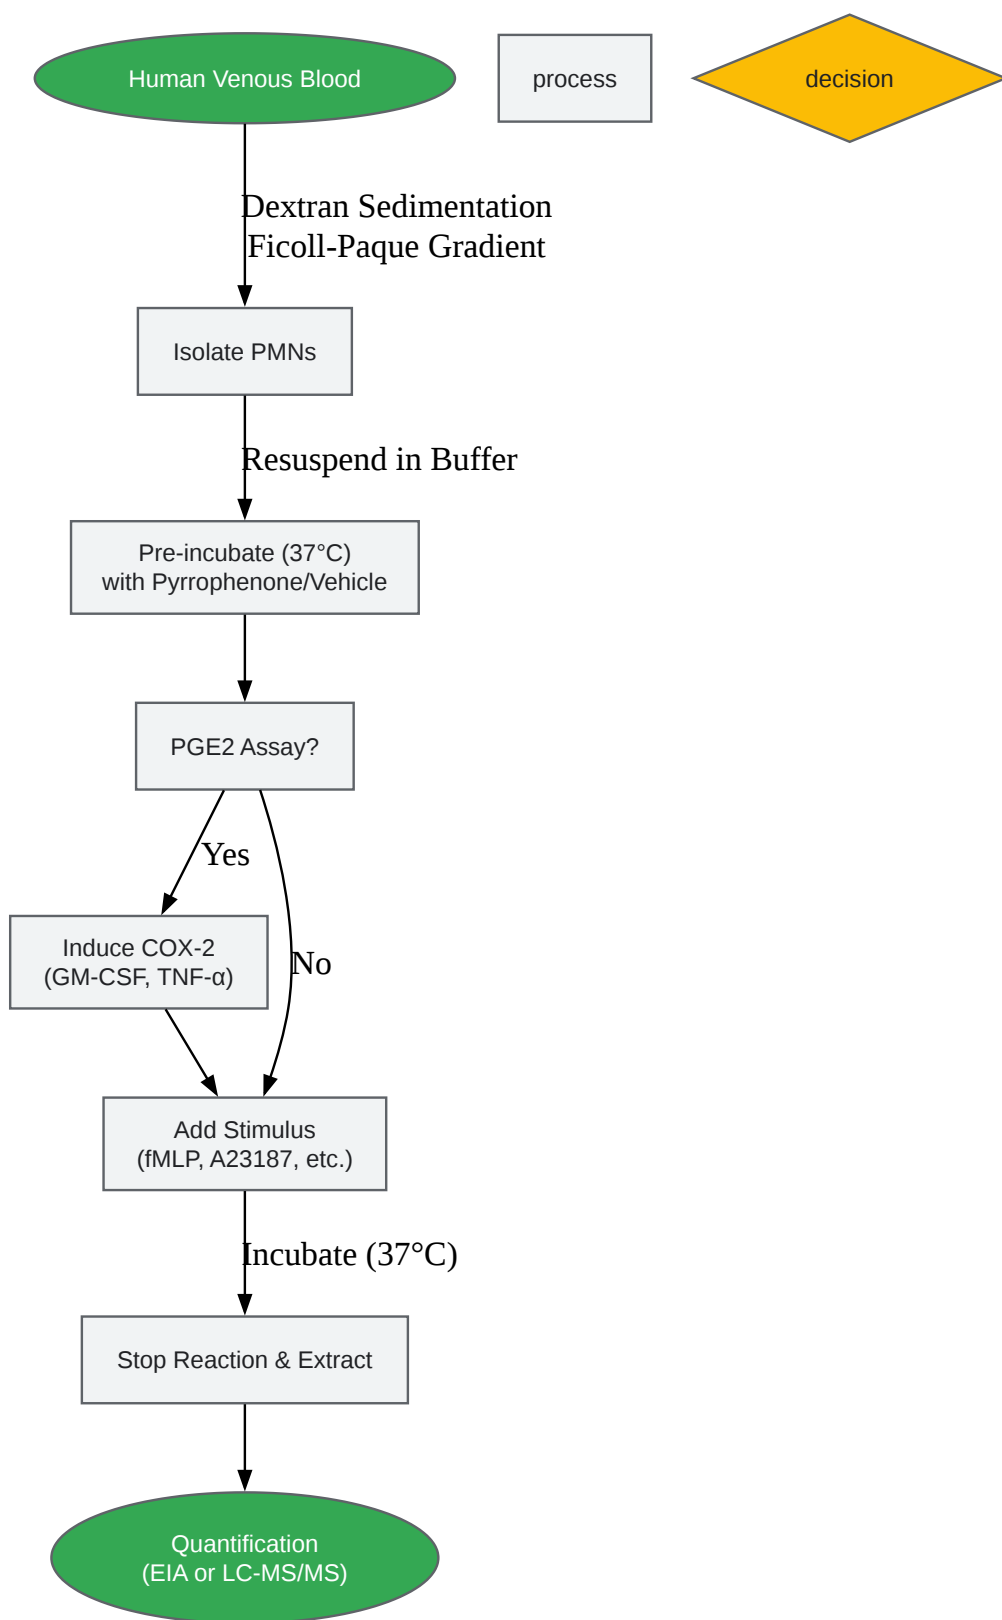 Human Venous Blood
process
decision
Dextran Sedimentation
Ficoll-Paque Gradient
Isolate PMNs
Resuspend in Buffer
Pre-incubate (37°C)
with Pyrrophenone/Vehicle
PGE2 Assay?
Yes
Induce COX-2
(GM-CSF, TNF-α)
No
Add Stimulus
(fMLP, A23187, etc.)
Incubate (37°C)
Stop Reaction & Extract
Quantification
(EIA or LC-MS/MS)